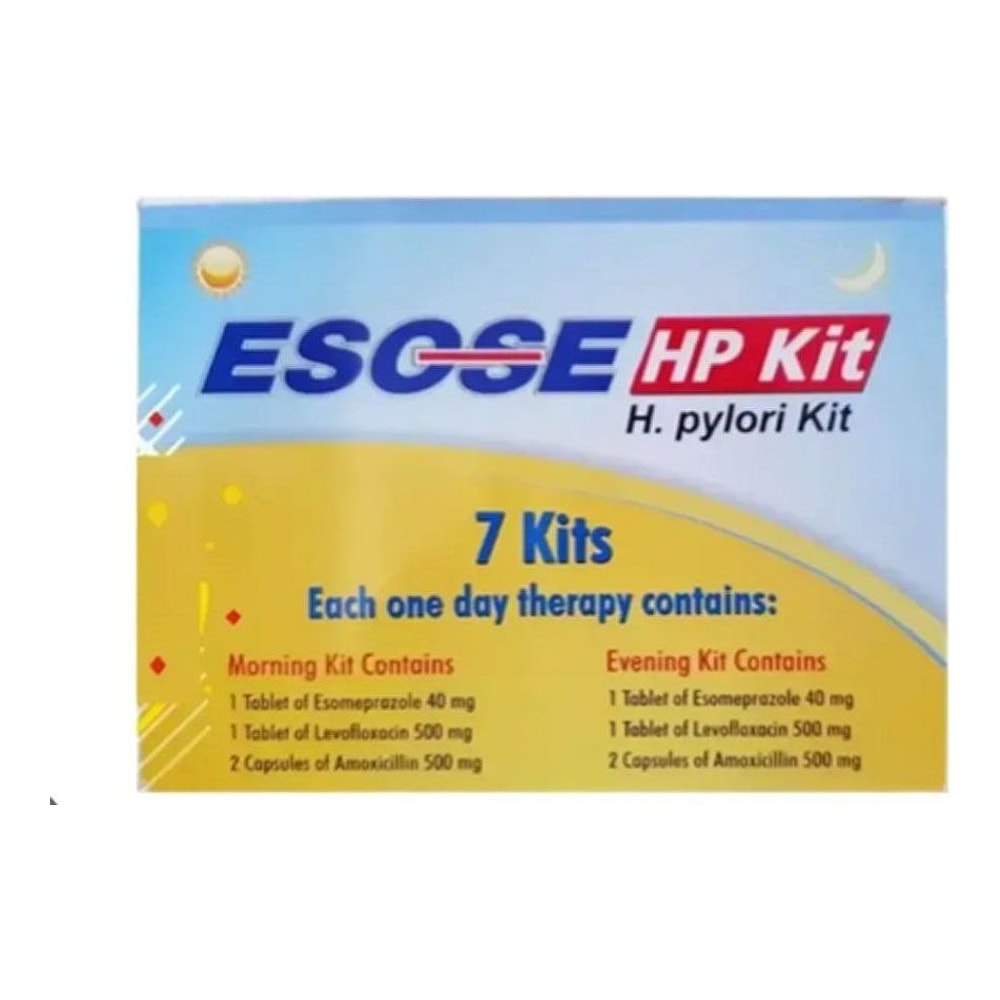 ESOSE HP Kit
H. pylori Kit
7 Kits
Each one day therapy contains:
Morning Kit Contains
1 Tablet of Esomeprazole 40 mg
1 Tablet of Levofloxacin 500 mg
2 Capsules of Amoxicillin 500 mg
Evening Kit Contains
1 Tablet of Esomeprazole 40 mg
1 Tablet of Levofloxacin 500 mg
2 Capsules of Amoxicillin 500 mg